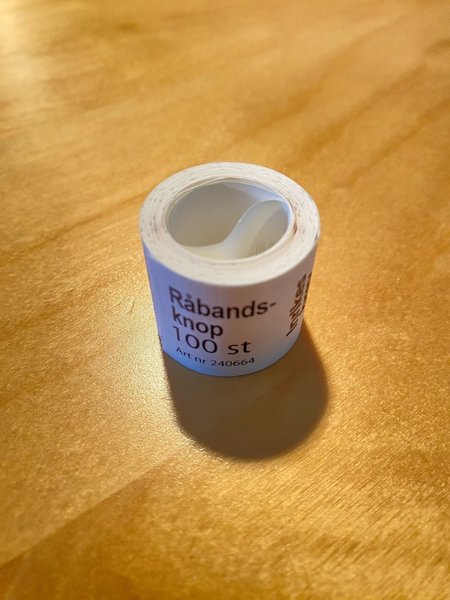 Råbands-
knop
100 st
Art nr 240664